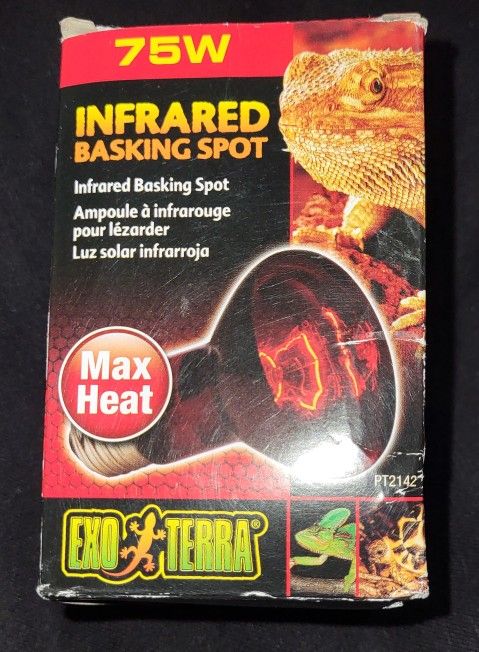 75W
INFRARED
BASKING SPOT
Infrared Basking Spot
Ampoule à infrarouge
pour lézarder
Luz solar infrarroja
Max
Heat
PT2142
EXO TERRA®